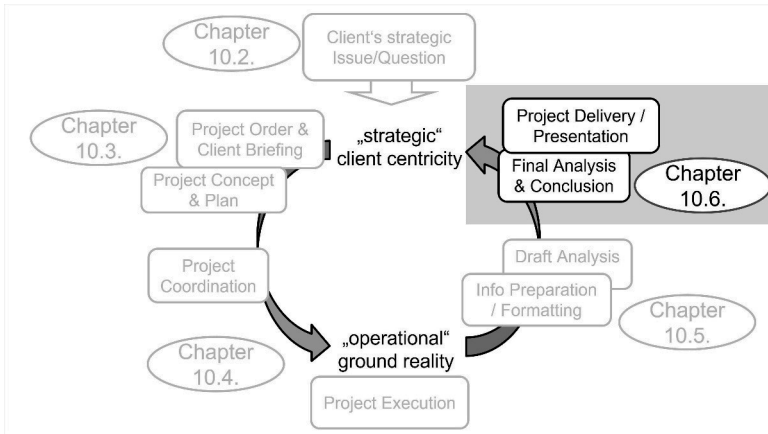 Chapter
10.2.
Client‘s strategic
Issue/Question
Chapter
10.3.
Project Order &
Client Briefing
Project Concept
& Plan
„strategic“
client centricity
Project Delivery /
Presentation
Final Analysis
& Conclusion
Chapter
10.6.
Project
Coordination
Draft Analysis
Info Preparation
/ Formatting
Chapter
10.5.
Chapter
10.4.
„operational“
ground reality
Project Execution